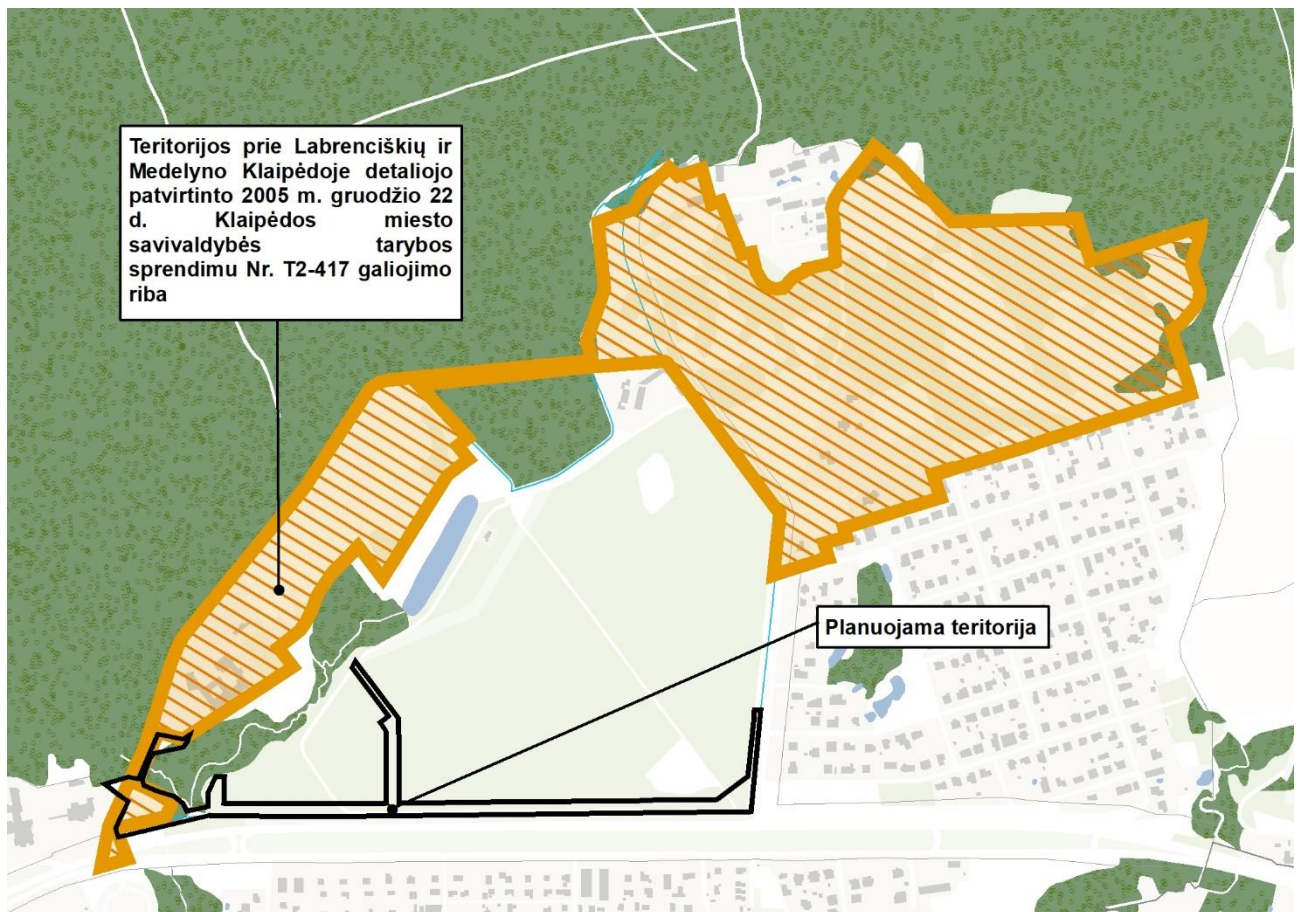 Teritorijos prie Labrenciškių ir
Medelyno Klaipėdoje detaliojo
patvirtinto 2005 m. gruodžio 22
d. Klaipėdos miesto
savivaldybės tarybos
sprendimu Nr. T2-417 galiojimo
riba
Planuojama teritorija